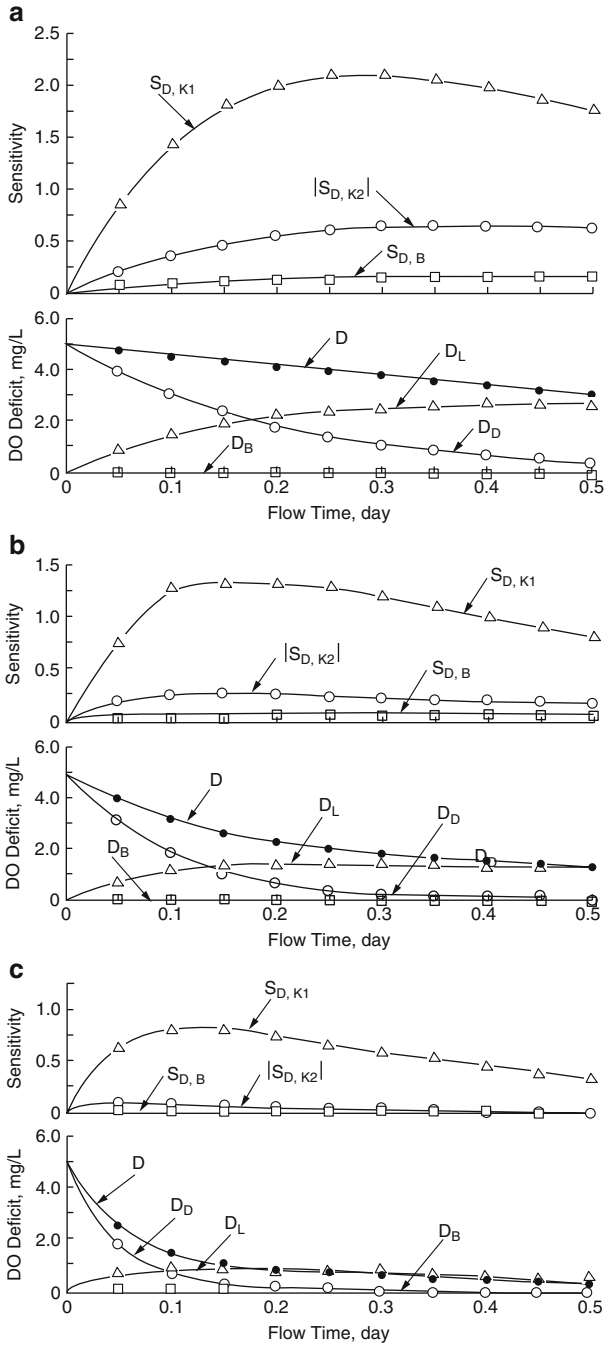 a
2.5
2.0
1.5
1.0
0.5
0.0
Sensitivity
S_D, K1
|S_D, K2|
S_D, B
6.0
4.0
2.0
0
DO Deficit, mg/L
D
D_L
D_D
D_B
0 0.1 0.2 0.3 0.4 0.5
Flow Time, day
b
1.5
1.0
0.5
0
Sensitivity
S_D, K1
|S_D, K2|
S_D, B
6.0
4.0
2.0
0
DO Deficit, mg/L
D
D_L
D_D
D_B
D
0.1 0.2 0.3 0.4 0.5
Flow Time, day
c
1.0
0.5
0
Sensitivity
S_D, K1
S_D, B
|S_D, K2|
6.0
4.0
2.0
0
DO Deficit, mg/L
D
D_D
D_L
D_B
0.1 0.2 0.3 0.4 0.5
Flow Time, day